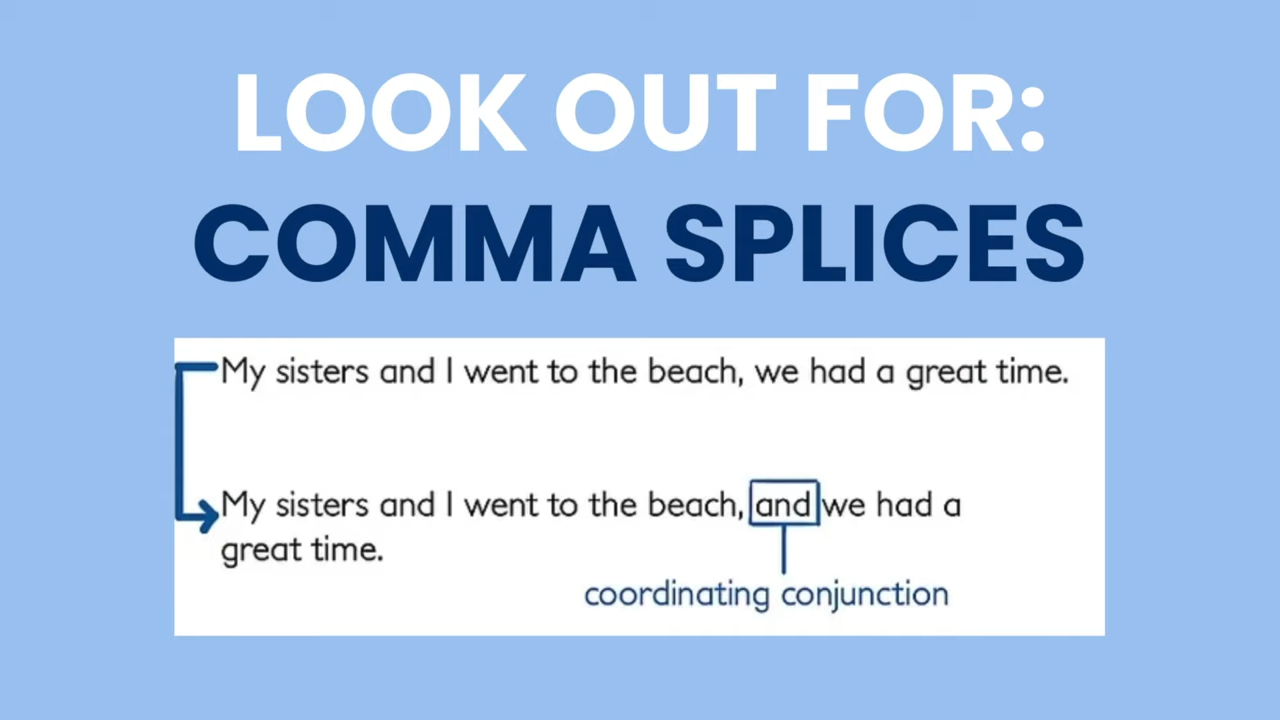 LOOK OUT FOR:
COMMA SPLICES
My sisters and I went to the beach, we had a great time.
My sisters and I went to the beach, and we had a
great time.
coordinating conjunction